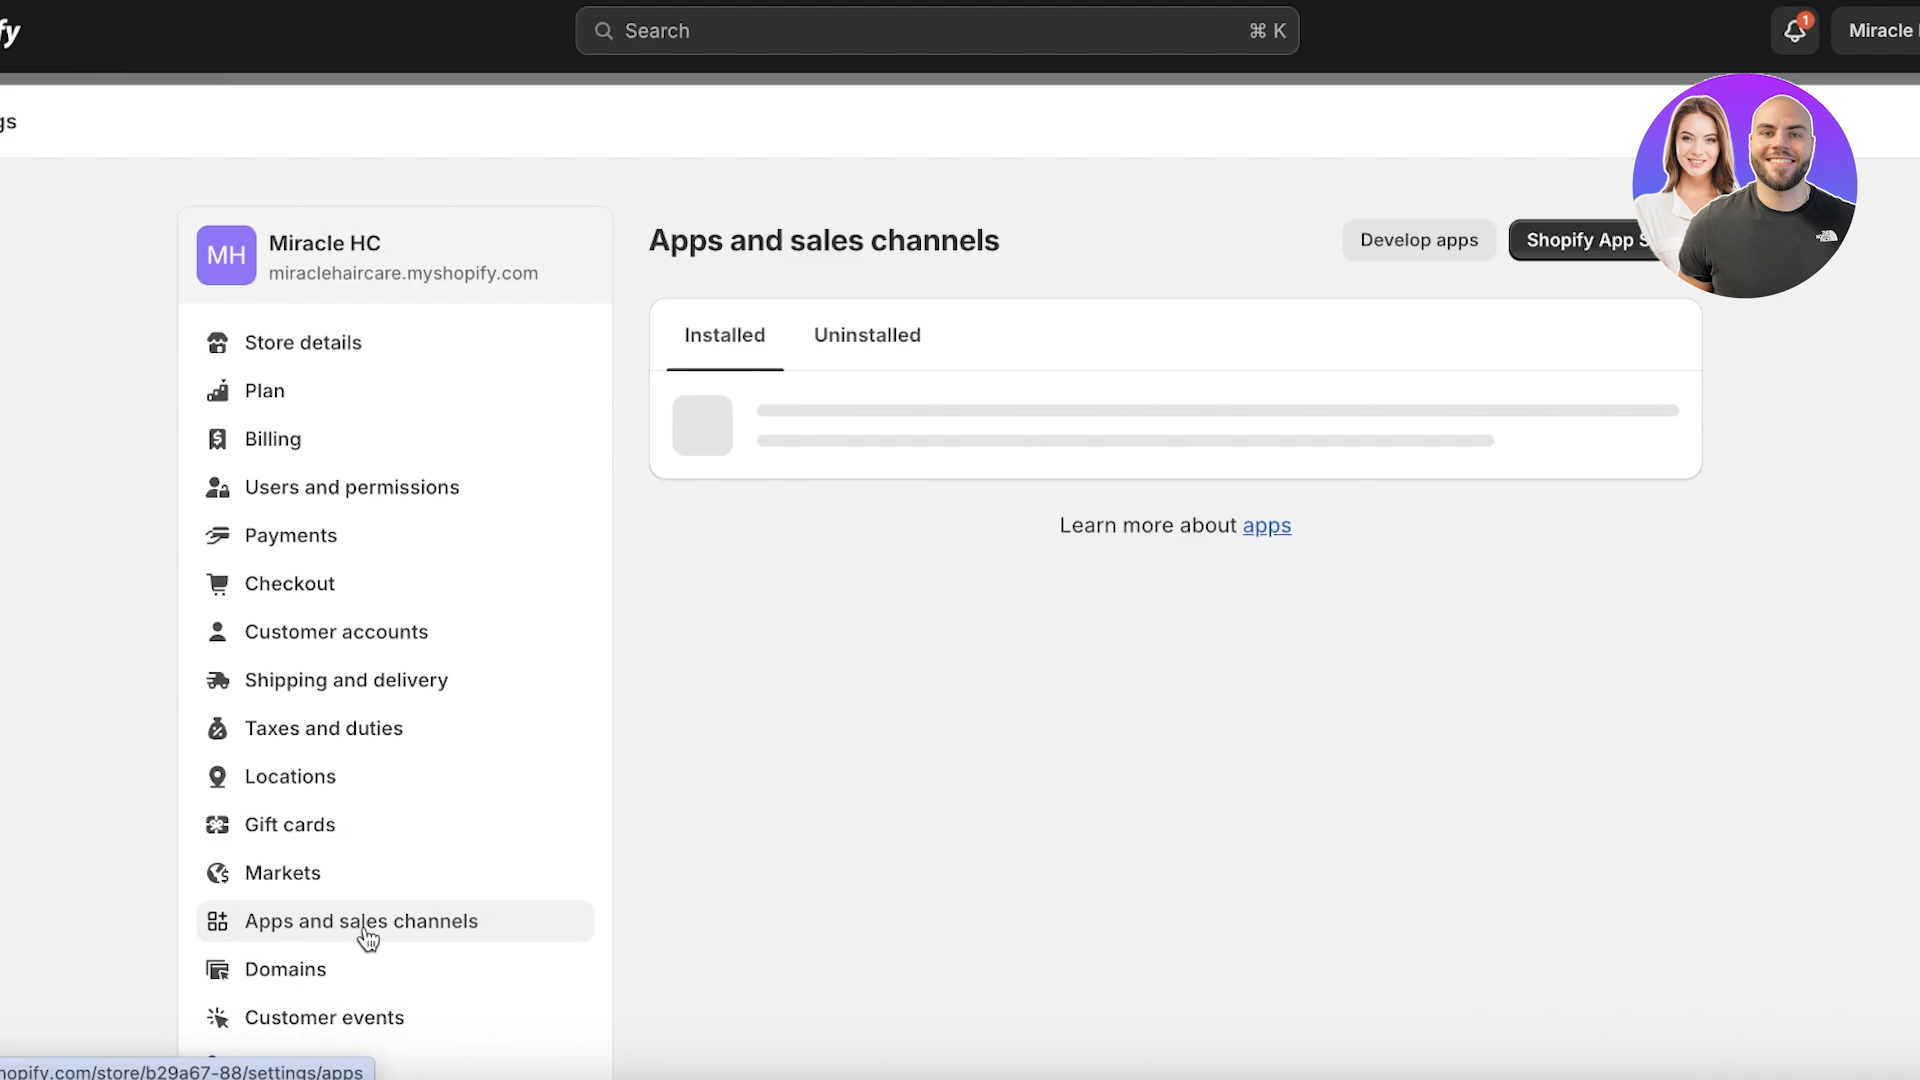 fy
Search
⌘ K
1
Miracle
gs
MH
Miracle HC
miraclehaircare.myshopify.com
Apps and sales channels
Develop apps
Shopify App S
Store details
Plan
Billing
Users and permissions
Payments
Checkout
Customer accounts
Shipping and delivery
Taxes and duties
Locations
Gift cards
Markets
Apps and sales channels
Domains
Customer events
Installed
Uninstalled
Learn more about apps
hopify.com/store/b29a67-88/settings/apps